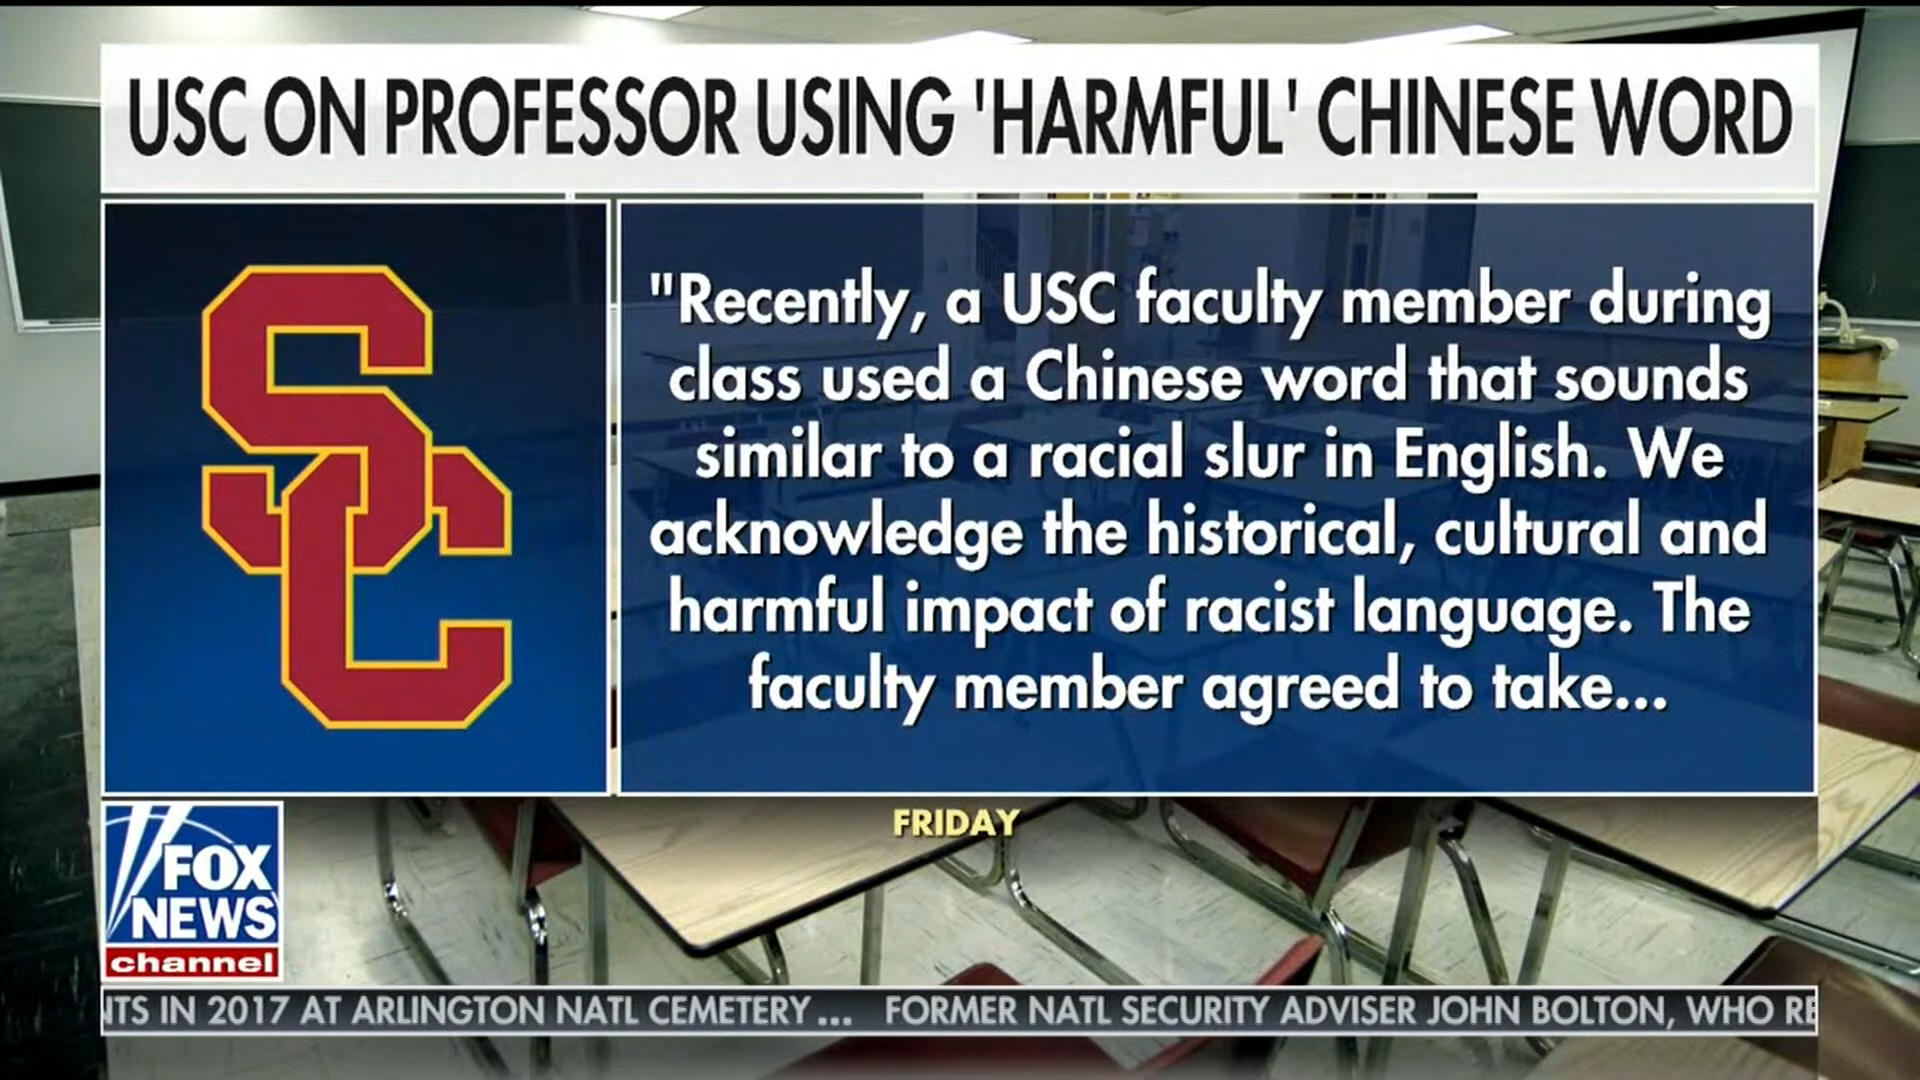 USC ON PROFESSOR USING 'HARMFUL' CHINESE WORD
SC
"Recently, a USC faculty member during
class used a Chinese word that sounds
similar to a racial slur in English. We
acknowledge the historical, cultural and
harmful impact of racist language. The
faculty member agreed to take...
FRIDAY
FOX
NEWS
channel
NTS IN 2017 AT ARLINGTON NATL CEMETERY... FORMER NATL SECURITY ADVISER JOHN BOLTON, WHO RE